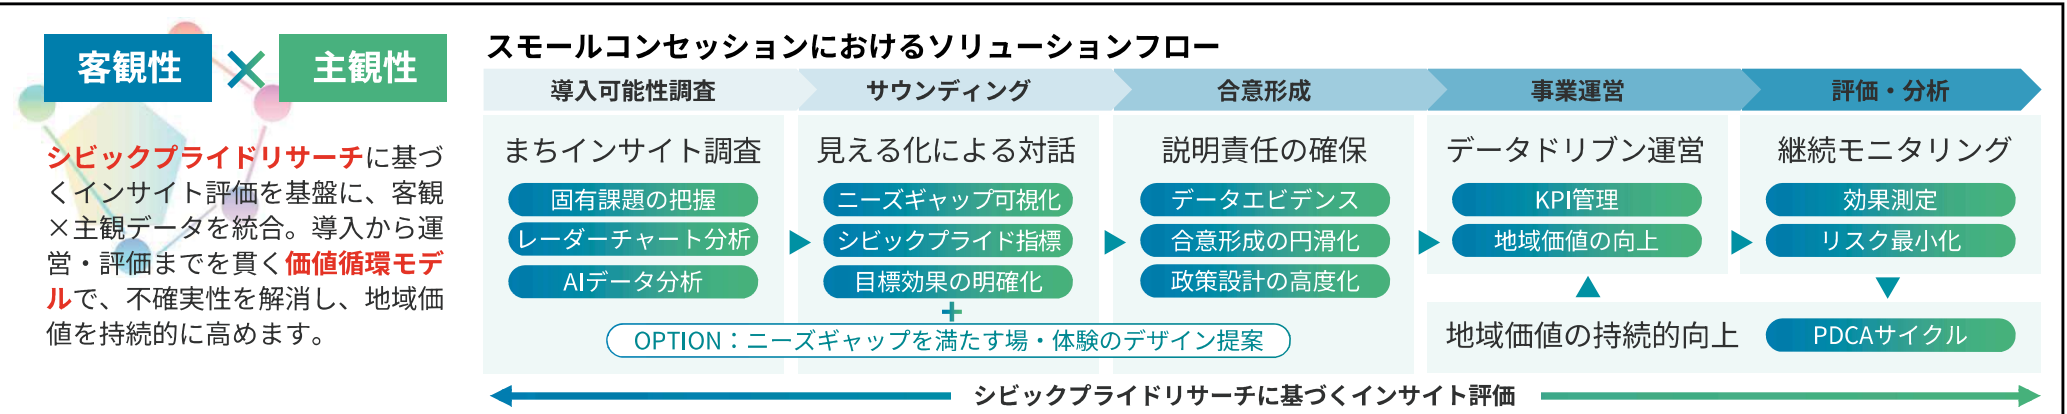 客観性 × 主観性
シビックプライドリサーチに基づ
くインサイト評価を基盤に、客観
×主観データを統合。導入から運
営・評価までを貫く価値循環モデ
ルで、不確実性を解消し、地域価
値を持続的に高めます。
スモールコンセッションにおけるソリューションフロー
導入可能性調査
まちインサイト調査
固有課題の把握
レーダーチャート分析
AIデータ分析
サウンディング
見える化による対話
ニーズギャップ可視化
シビックプライド指標
目標効果の明確化
+
OPTION：ニーズギャップを満たす場・体験のデザイン提案
合意形成
説明責任の確保
データエビデンス
合意形成の円滑化
政策設計の高度化
事業運営
データドリブン運営
KPI管理
地域価値の向上
評価・分析
継続モニタリング
効果測定
リスク最小化
地域価値の持続的向上
PDCAサイクル
シビックプライドリサーチに基づくインサイト評価